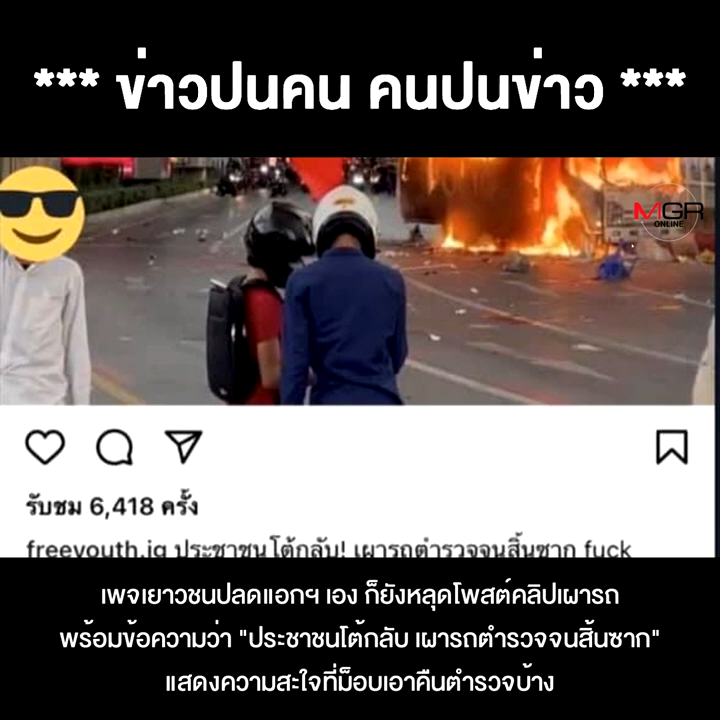 *** ข่าวปนคน คนปนข่าว ***
MGR
ONLINE
รับชม 6,418 ครั้ง
freeyouth.ig ประชาชนโต้กลับ! เผารถตำรวจจนสิ้นซาก fuck
เพจเยาวชนปลดแอกฯ เอง ก็ยังหลุดโพสต์คลิปเผารถ
พร้อมข้อความว่า "ประชาชนโต้กลับ เผารถตำรวจจนสิ้นซาก"
แสดงความสะใจที่ม็อบเอาคืนตำรวจบ้าง